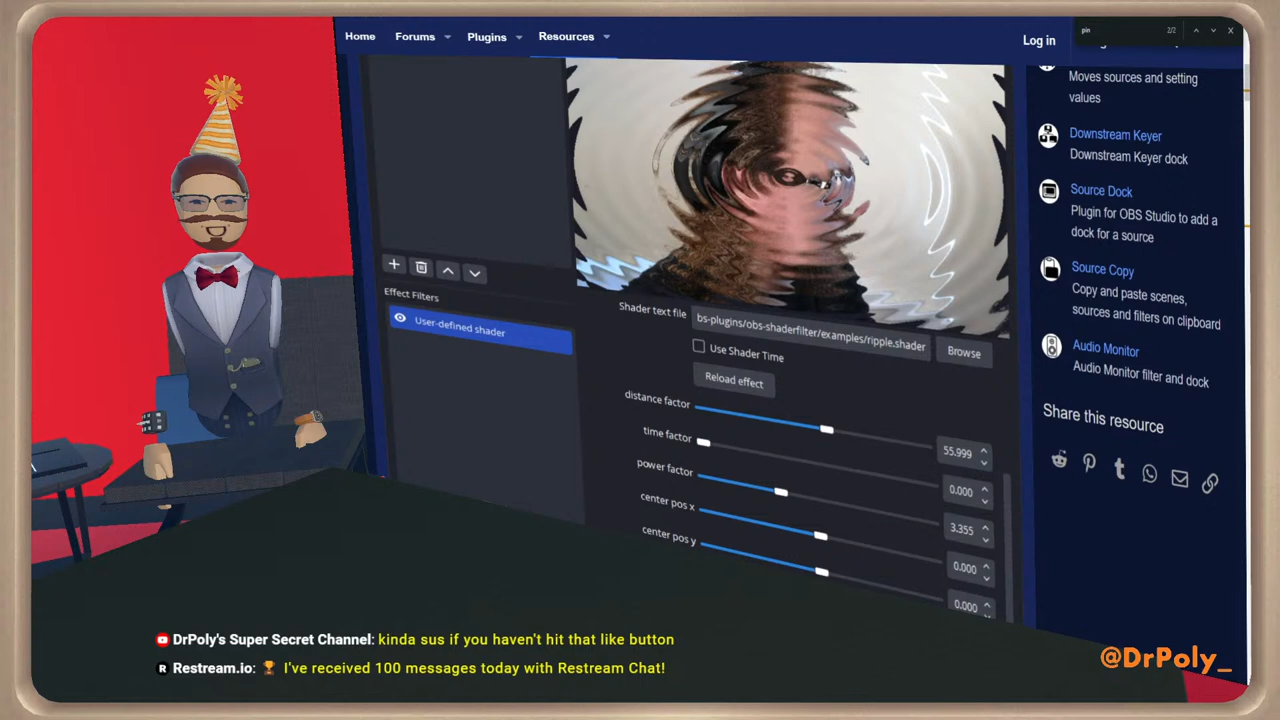 Home
Forums
Plugins
Resources
Log in
pin
2/2
X
Moves sources and setting
values
Downstream Keyer
Downstream Keyer dock
Source Dock
Plugin for OBS Studio to add a
dock for a source
Source Copy
Copy and paste scenes,
sources and filters on clipboard
Audio Monitor
Audio Monitor filter and dock
Share this resource
Effect Filters
User-defined shader
Shader text file
bs-plugins/obs-shaderfilter/examples/ripple.shader
Browse
Use Shader Time
Reload effect
distance factor
55.999
time factor
0.000
power factor
3.355
center pos x
0.000
center pos y
0.000
DrPoly's Super Secret Channel: kinda sus if you haven't hit that like button
R Restream.io: 🏆 I've received 100 messages today with Restream Chat!
@DrPoly_